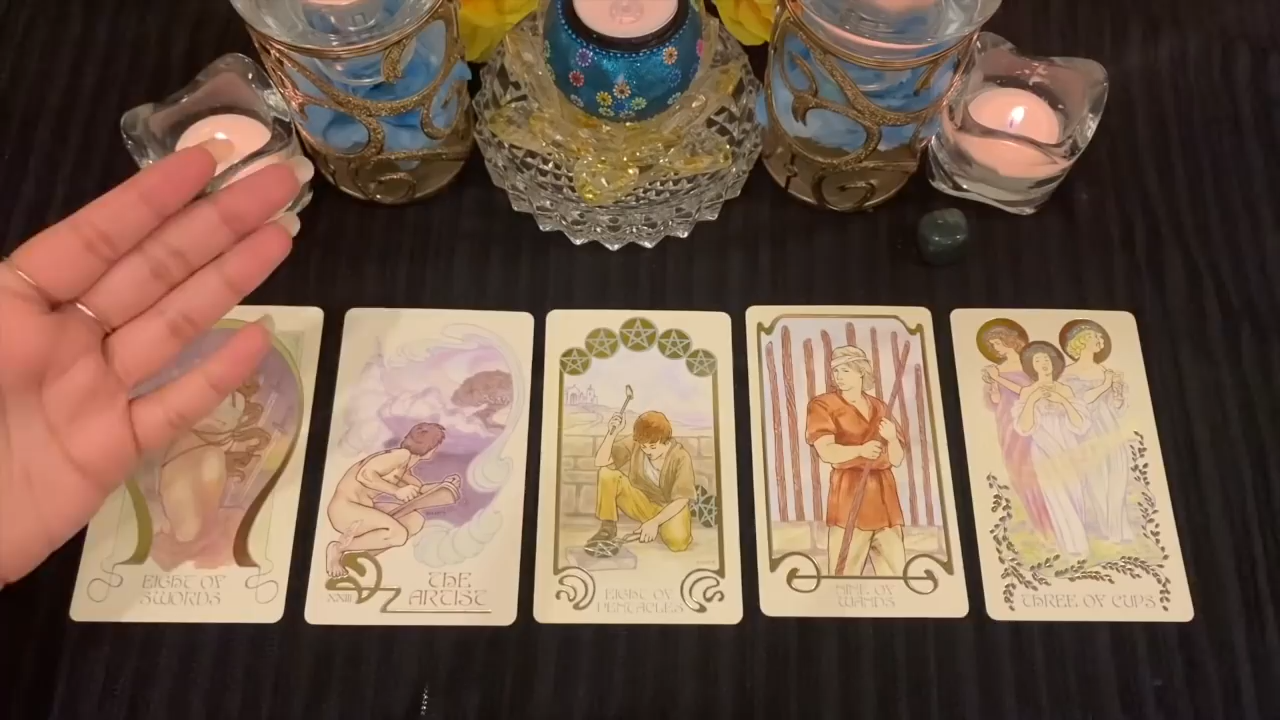 EIGHT OF
SWORDS
XXIII
THE
ARTIST
EIGHT OF
PENTACLES
NINE OF
WANDS
THREE OF CUPS